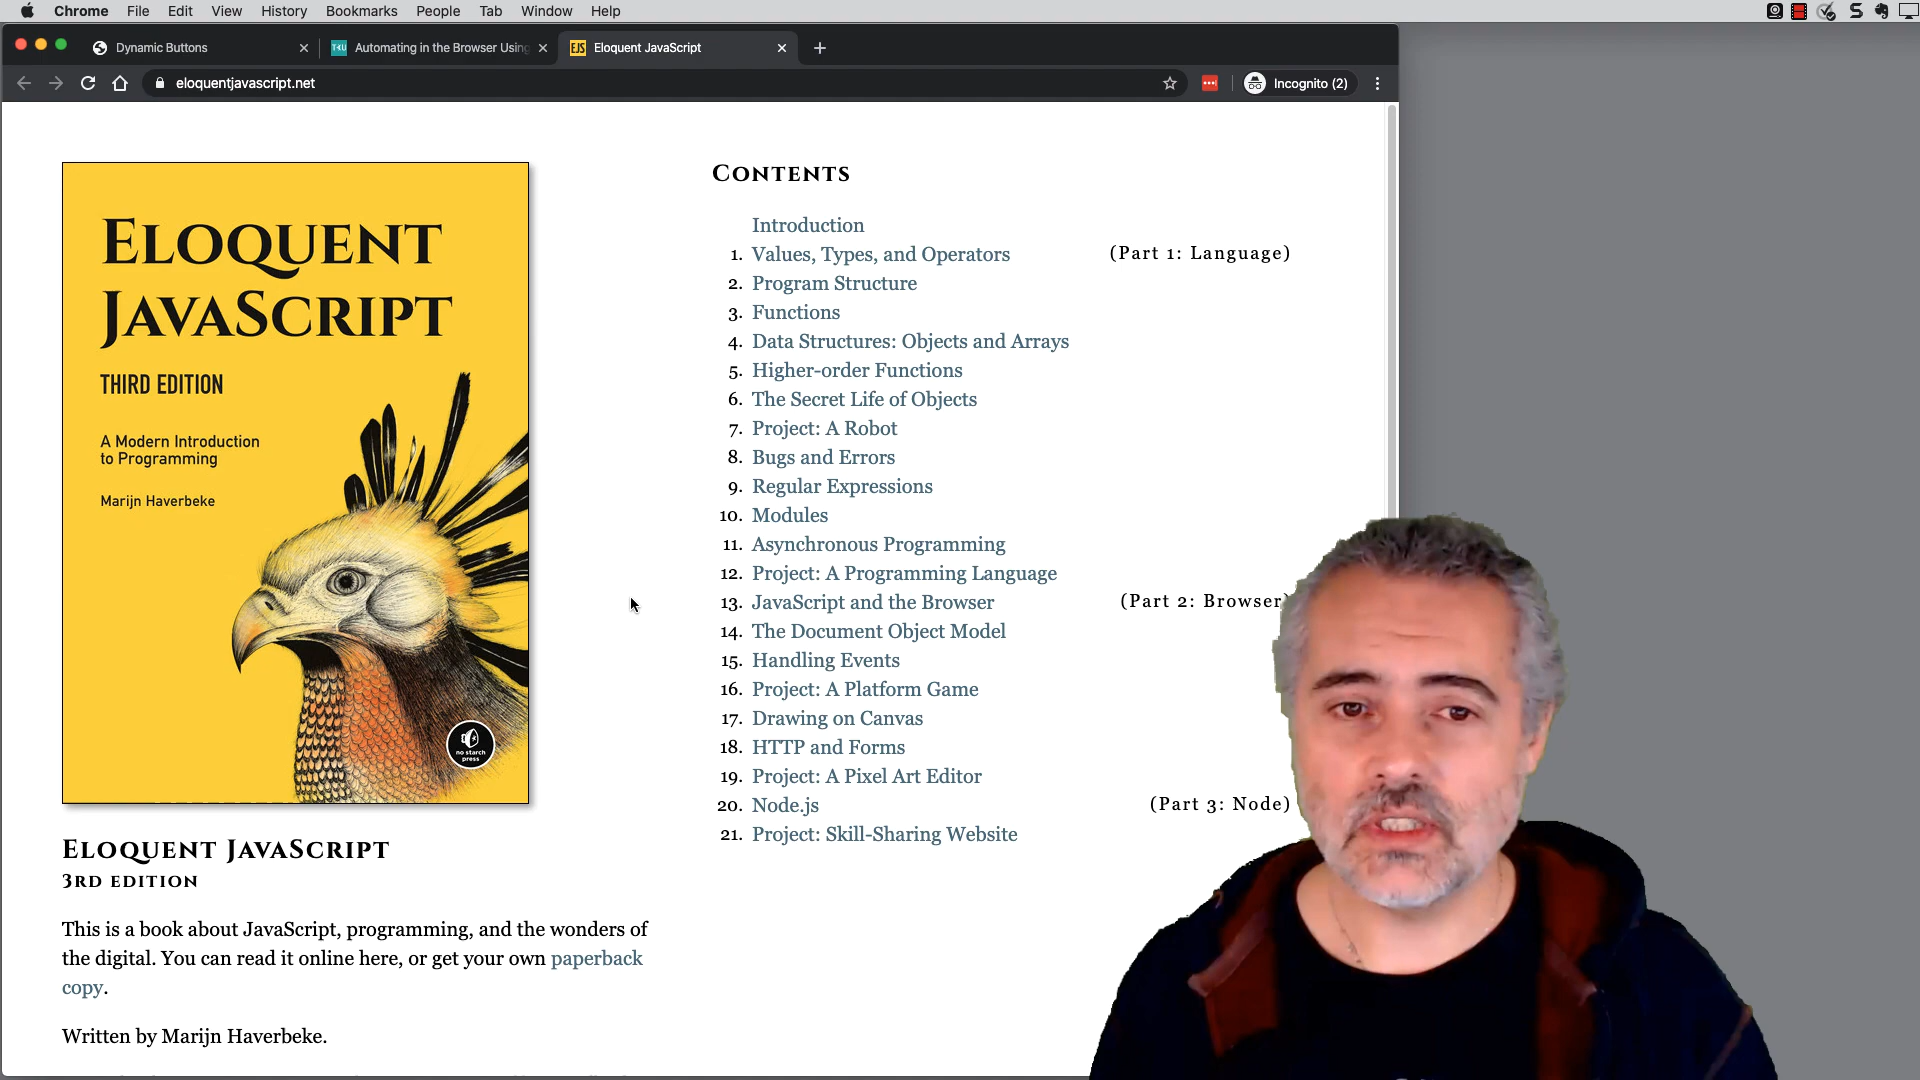 Chrome File Edit View History Bookmarks People Tab Window Help
Dynamic Buttons
Automating in the Browser Using
EJS Eloquent JavaScript
eloquentjavascript.net
Incognito (2)
ELOQUENT
JAVASCRIPT
THIRD EDITION
A Modern Introduction
to Programming
Marijn Haverbeke
no starch
press
ELOQUENT JAVASCRIPT
3RD EDITION
This is a book about JavaScript, programming, and the wonders of
the digital. You can read it online here, or get your own paperback
copy.
Written by Marijn Haverbeke.
CONTENTS
Introduction
1. Values, Types, and Operators (Part 1: Language)
2. Program Structure
3. Functions
4. Data Structures: Objects and Arrays
5. Higher-order Functions
6. The Secret Life of Objects
7. Project: A Robot
8. Bugs and Errors
9. Regular Expressions
10. Modules
11. Asynchronous Programming
12. Project: A Programming Language
13. JavaScript and the Browser (Part 2: Browser)
14. The Document Object Model
15. Handling Events
16. Project: A Platform Game
17. Drawing on Canvas
18. HTTP and Forms
19. Project: A Pixel Art Editor
20. Node.js (Part 3: Node)
21. Project: Skill-Sharing Website